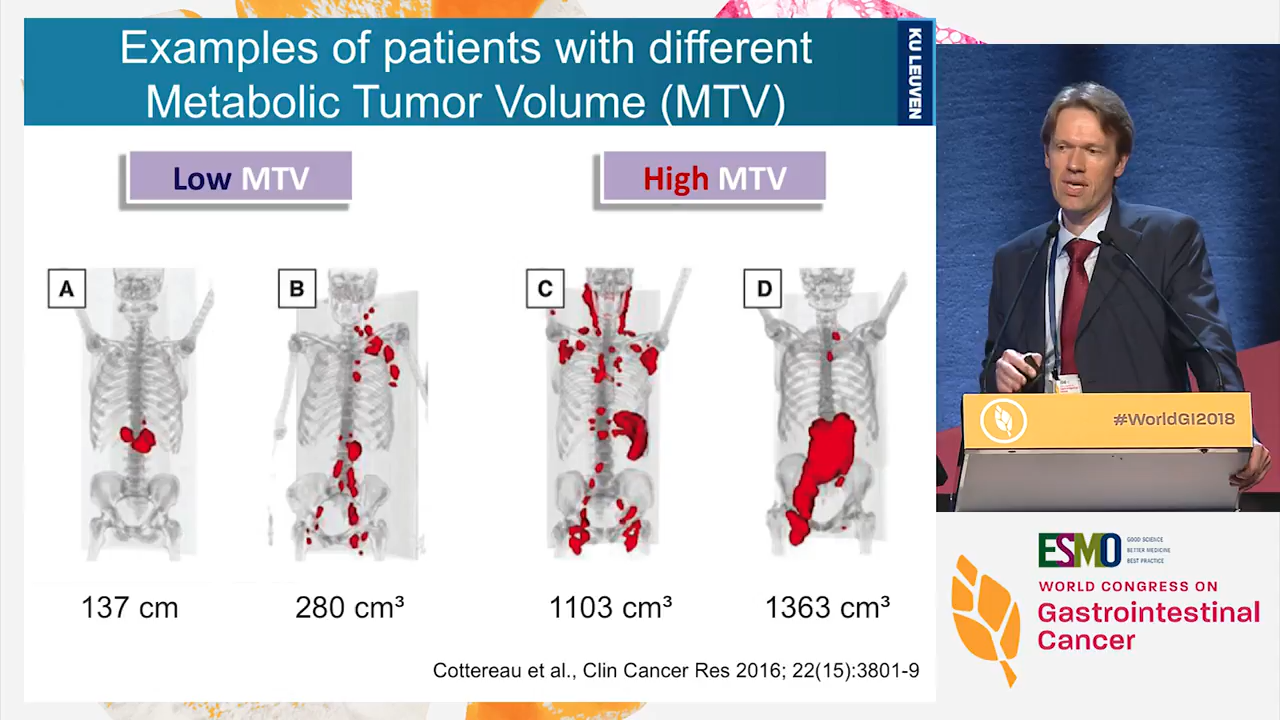 Examples of patients with different
Metabolic Tumor Volume (MTV)
KU LEUVEN
Low MTV
High MTV
A
B
C
D
137 cm
280 cm³
1103 cm³
1363 cm³
Cottereau et al., Clin Cancer Res 2016; 22(15):3801-9
#WorldGI2018
ESMO
GOOD SCIENCE
BETTER MEDICINE
BEST PRACTICE
WORLD CONGRESS ON
Gastrointestinal
Cancer